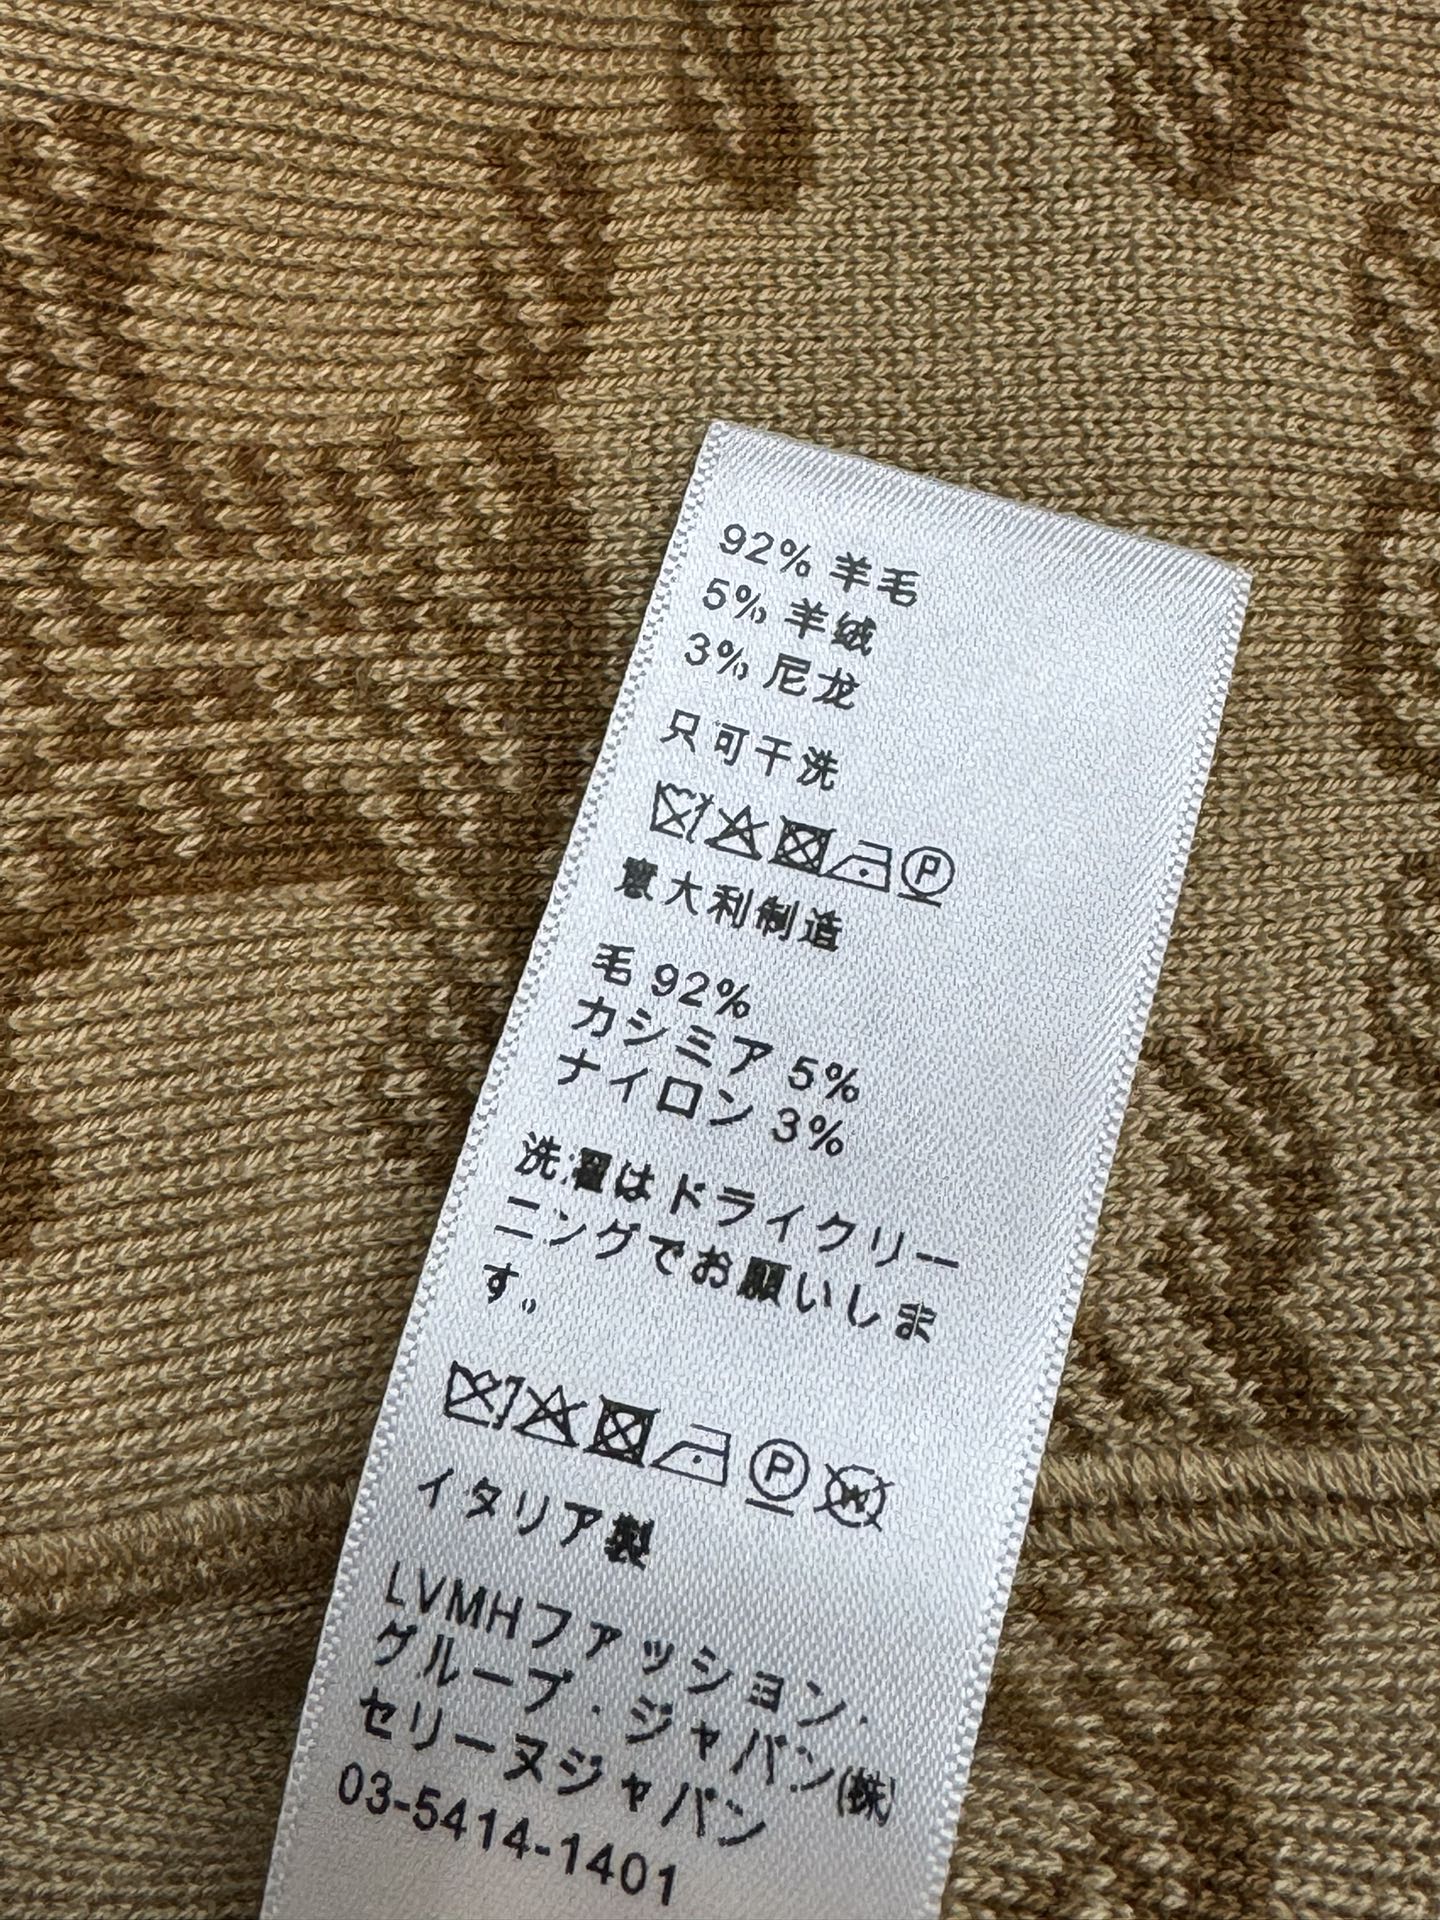 92% 羊毛
5% 羊绒
3% 尼龙
只可干洗
P
意大利制造
毛 92%
カシミア 5%
ナイロン 3%
洗濯はドライクリー
ニングでお願いしま
す。
P W
イタリア製
LVMHファッション・
グループ・ジャパン(株)
セリーヌジャパン
03-5414-1401